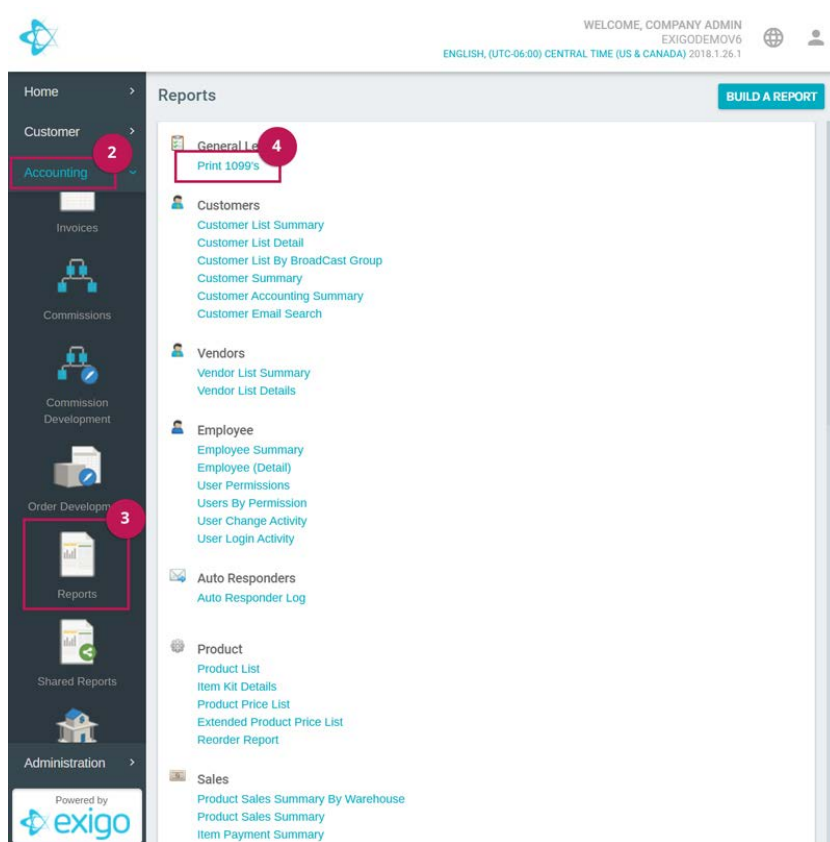 WELCOME, COMPANY ADMIN
EXIGODEMOV6
ENGLISH, (UTC-06:00) CENTRAL TIME (US & CANADA) 2018.1.26.1
Home
Customer
2
Accounting
Invoices
Commissions
Commission
Development
Order Developm
3
Reports
Shared Reports
Administration
Powered by
exigo
Reports
BUILD A REPORT
General Le
4
Print 1099's
Customers
Customer List Summary
Customer List Detail
Customer List By BroadCast Group
Customer Summary
Customer Accounting Summary
Customer Email Search
Vendors
Vendor List Summary
Vendor List Details
Employee
Employee Summary
Employee (Detail)
User Permissions
Users By Permission
User Change Activity
User Login Activity
Auto Responders
Auto Responder Log
Product
Product List
Item Kit Details
Product Price List
Extended Product Price List
Reorder Report
Sales
Product Sales Summary By Warehouse
Product Sales Summary
Item Payment Summary